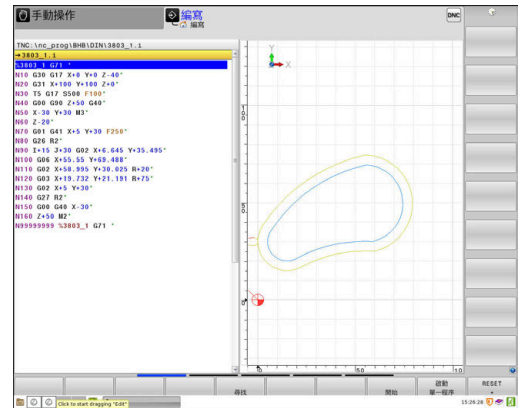 手動操作
編寫
編寫
DNC
TNC:\nc_prog\BHB\DIN\3803_1.i
→3803_1.i
%3803_1 G71 *
N10 G30 G17 X+0 Y+0 Z-40*
N20 G31 X+100 Y+100 Z+0*
N30 T5 G17 S500 F100*
N40 G00 G90 Z+50 G40*
N50 X-30 Y+30 M3*
N60 Z-20*
N70 G01 G41 X+5 Y+30 F250*
N80 G26 R2*
N90 I+15 J+30 G02 X+6.645 Y+35.495*
N100 G06 X+55.55 Y+69.488*
N110 G02 X+58.995 Y+30.025 R+20*
N120 G03 X+19.732 Y+21.191 R+75*
N130 G02 X+5 Y+30*
N140 G27 R2*
N150 G00 G40 X-30*
N160 Z+50 M2*
N99999999 %3803_1 G71 *
Y
X
100
50
0
0
50
10
尋找
開始
啟動
單一程序
RESET
Click to start dragging "Edit"
15:26:28